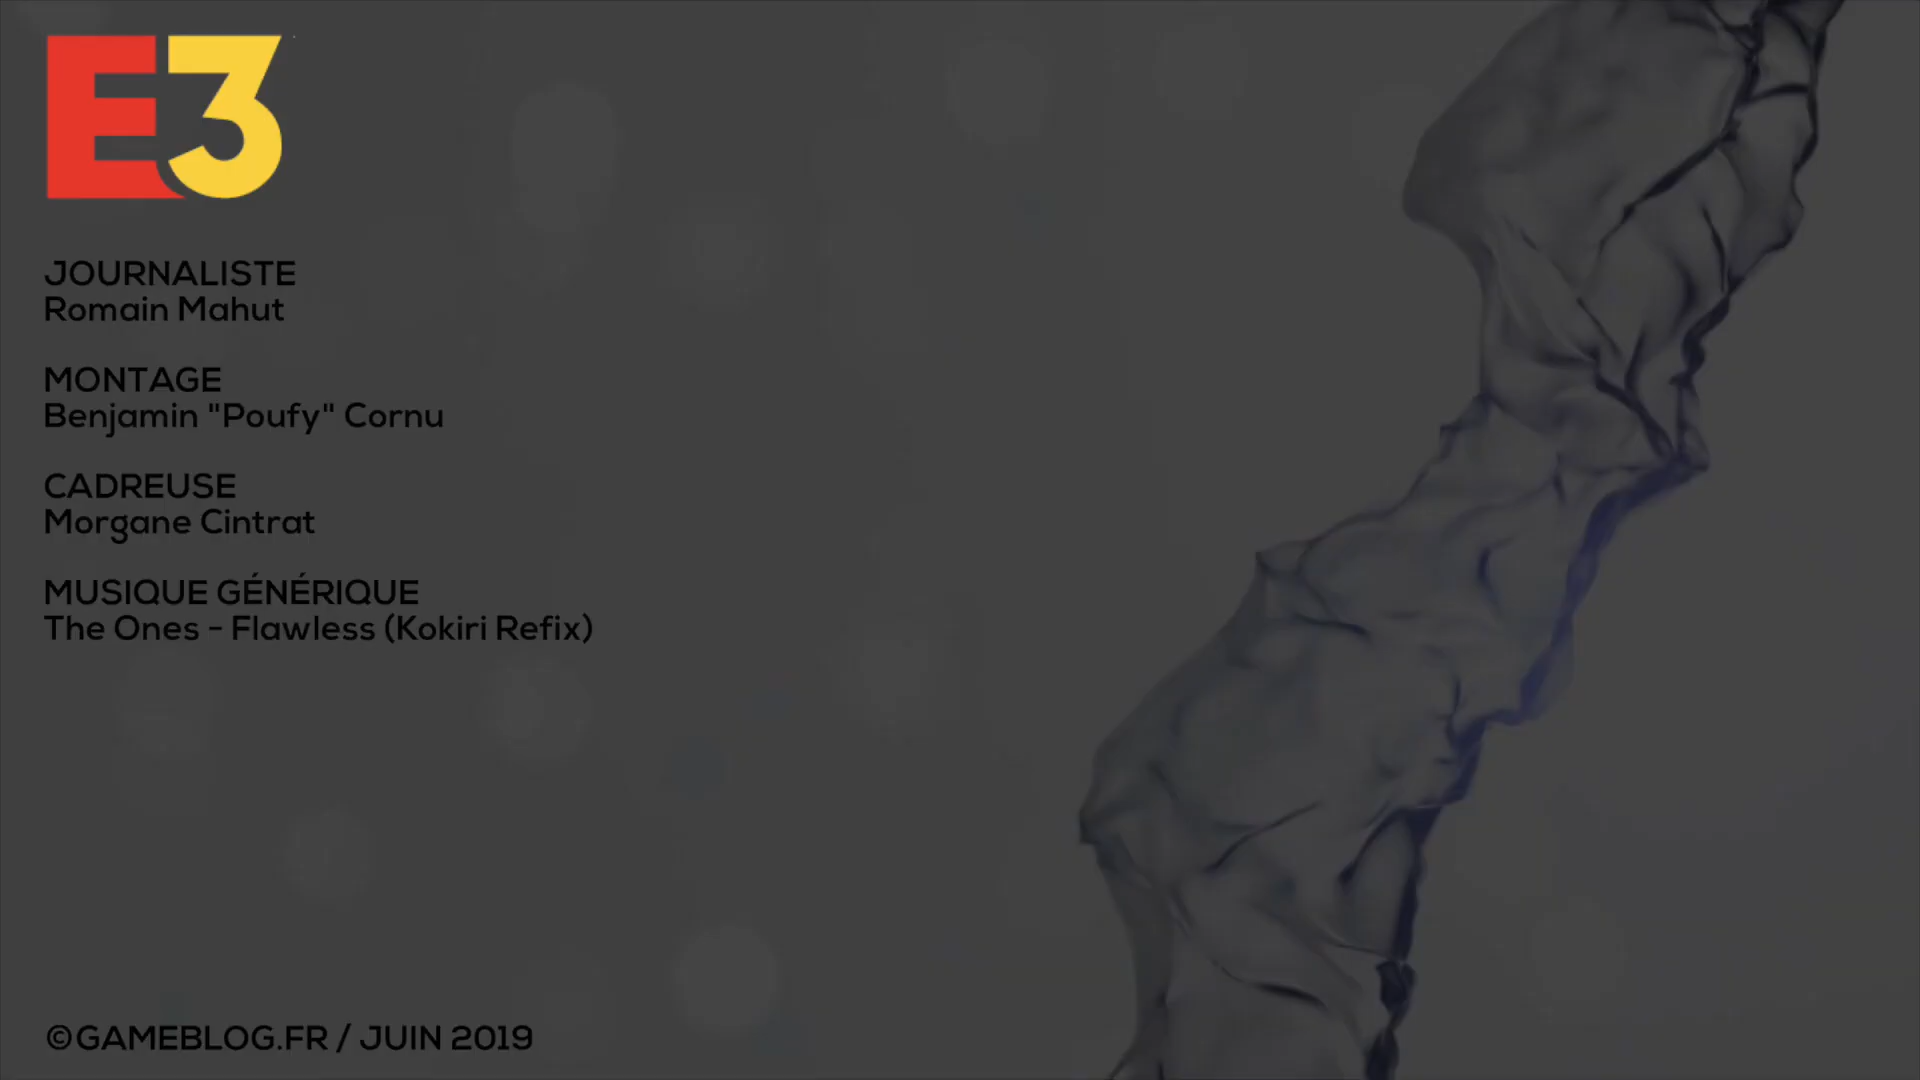 E3
JOURNALISTE
Romain Mahut
MONTAGE
Benjamin "Poufy" Cornu
CADREUSE
Morgane Cintrat
MUSIQUE GÉNÉRIQUE
The Ones - Flawless (Kokiri Refix)
©GAMEBLOG.FR / JUIN 2019